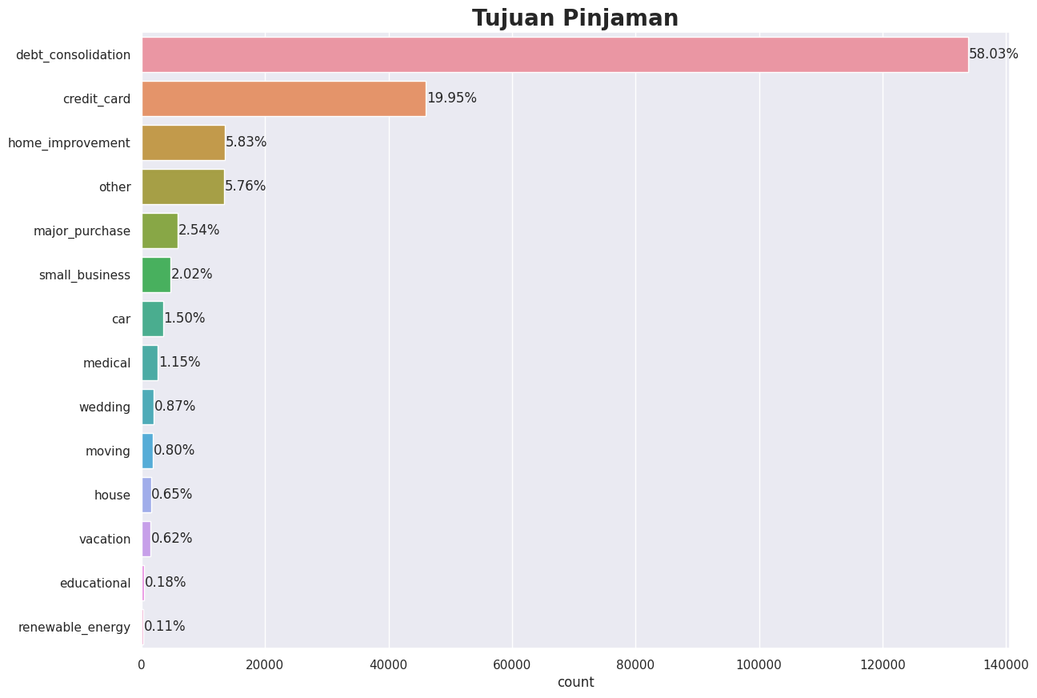 Tujuan Pinjaman
debt_consolidation 58.03%
credit_card 19.95%
home_improvement 5.83%
other 5.76%
major_purchase 2.54%
small_business 2.02%
car 1.50%
medical 1.15%
wedding 0.87%
moving 0.80%
house 0.65%
vacation 0.62%
educational 0.18%
renewable_energy 0.11%
0 20000 40000 60000 80000 100000 120000 140000
count